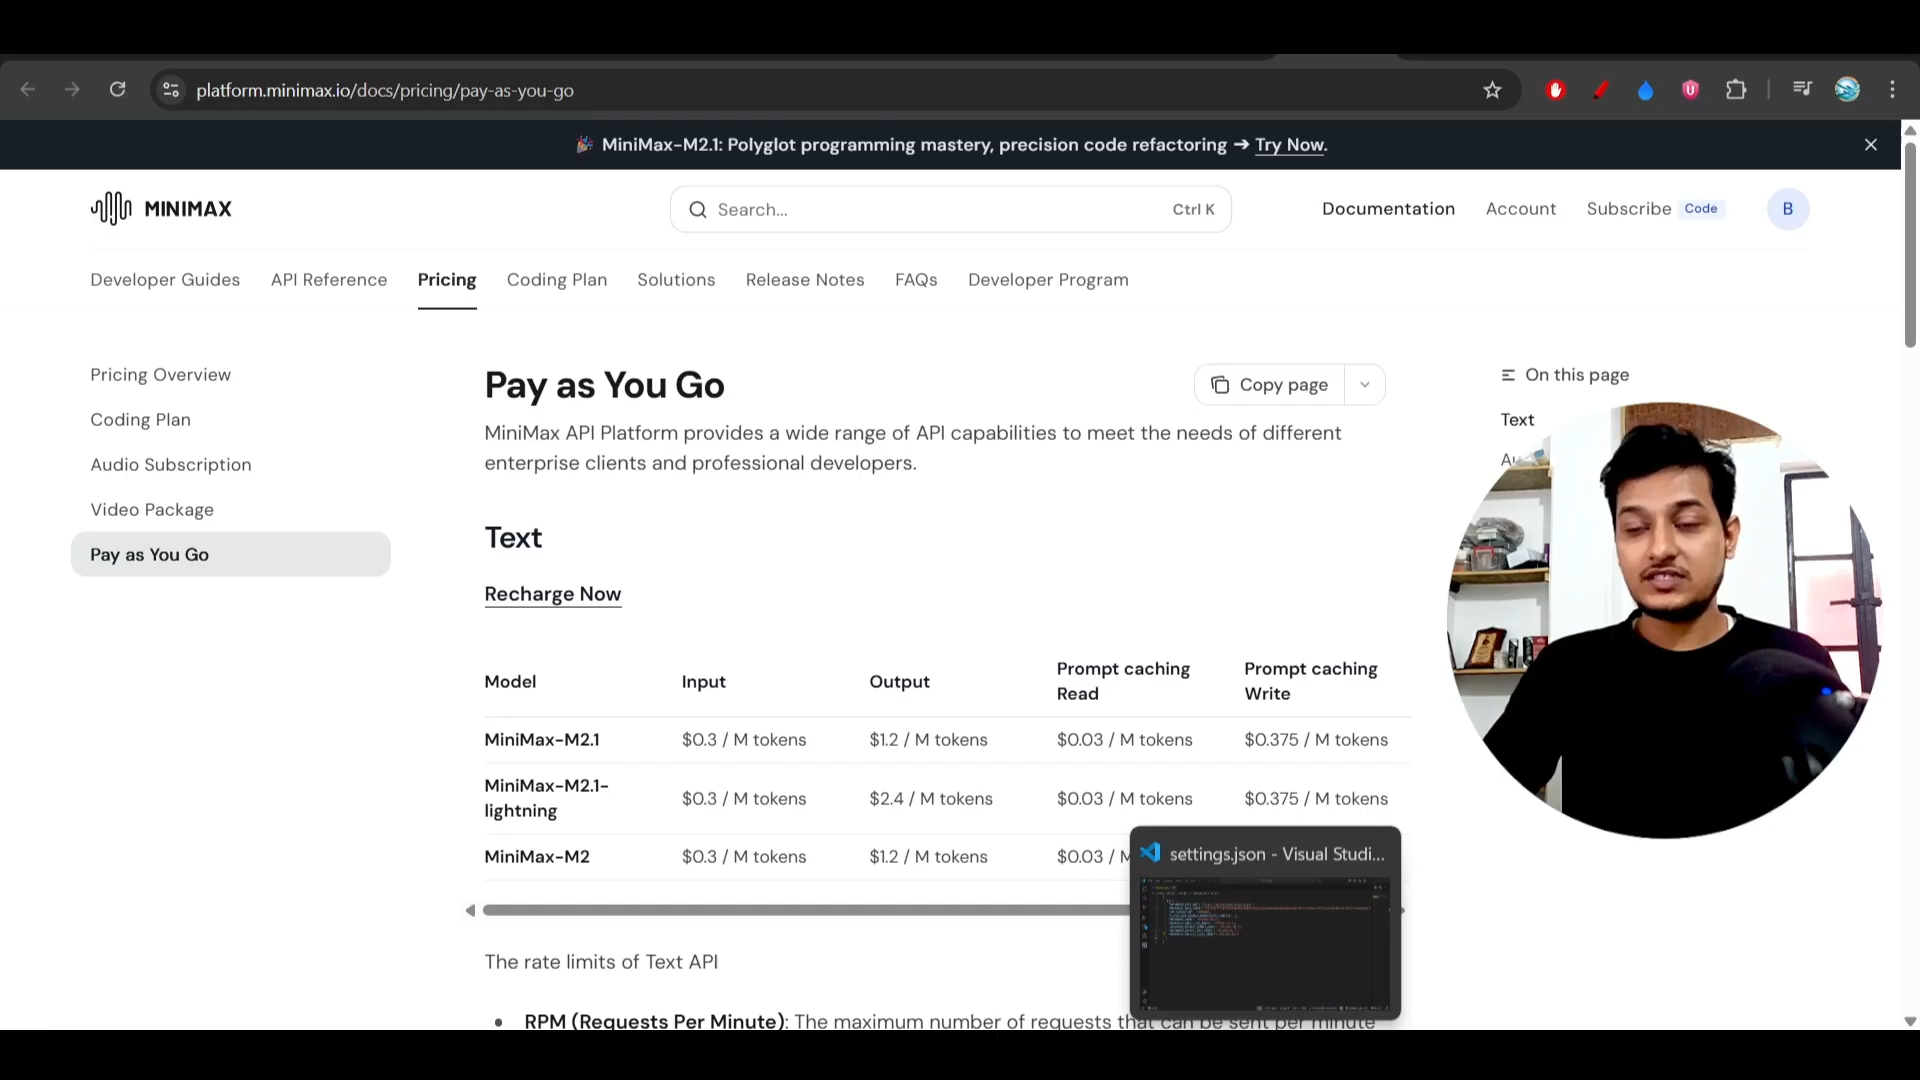 platform.minimax.io/docs/pricing/pay-as-you-go
MiniMax-M2.1: Polyglot programming mastery, precision code refactoring ➔ Try Now.
MINIMAX
Search...
Ctrl K
Documentation
Account
Subscribe
Code
B
Developer Guides
API Reference
Pricing
Coding Plan
Solutions
Release Notes
FAQs
Developer Program
Pricing Overview
Coding Plan
Audio Subscription
Video Package
Pay as You Go
Pay as You Go
Copy page
MiniMax API Platform provides a wide range of API capabilities to meet the needs of different
enterprise clients and professional developers.
On this page
Text
Text
Recharge Now
Model Input Output Prompt caching Read Prompt caching Write
MiniMax-M2.1 $0.3 / M tokens $1.2 / M tokens $0.03 / M tokens $0.375 / M tokens
MiniMax-M2.1-lightning $0.3 / M tokens $2.4 / M tokens $0.03 / M tokens $0.375 / M tokens
MiniMax-M2 $0.3 / M tokens $1.2 / M tokens $0.03 / M
settings.json - Visual Studi...
The rate limits of Text API
RPM (Requests Per Minute): The maximum number of requests that can be sent per minute